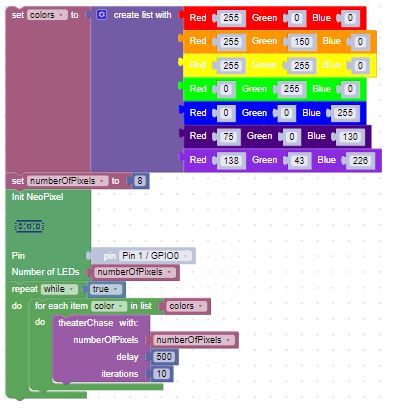 set colors to create list with Red 255 Green 0 Blue 0
Red 255 Green 150 Blue 0
Red 255 Green 255 Blue 0
Red 0 Green 255 Blue 0
Red 0 Green 0 Blue 255
Red 75 Green 0 Blue 130
Red 138 Green 43 Blue 226
set numberOfPixels to 8
Init NeoPixel
Pin pin Pin 1 / GPIO0
Number of LEDs numberOfPixels
repeat while true
do for each item color in list colors
do theaterChase with:
numberOfPixels numberOfPixels
delay 500
iterations 10